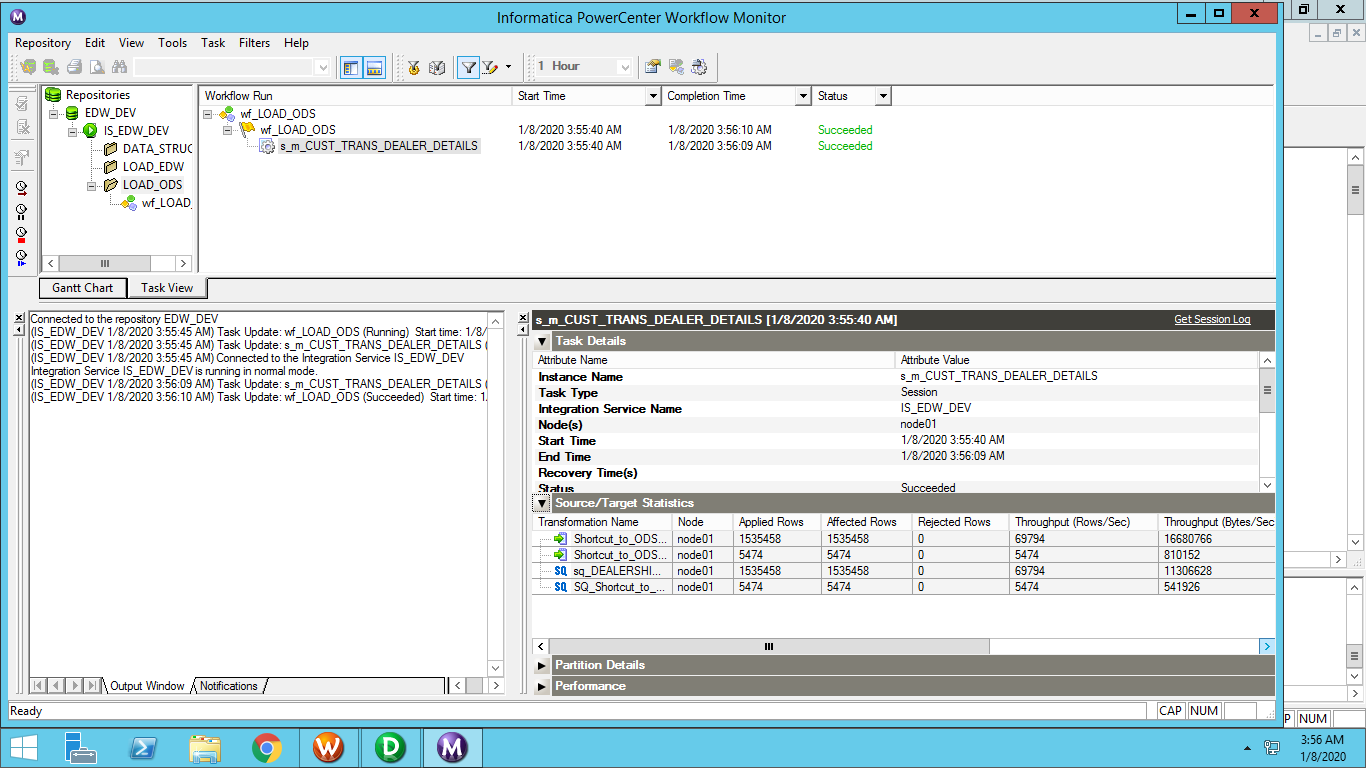 Informatica PowerCenter Workflow Monitor
Repository Edit View Tools Task Filters Help
1 Hour
Repositories
EDW_DEV
IS_EDW_DEV
DATA_STRUC
LOAD_EDW
LOAD_ODS
wf_LOAD_
Workflow Run Start Time Completion Time Status
wf_LOAD_ODS
wf_LOAD_ODS 1/8/2020 3:55:40 AM 1/8/2020 3:56:10 AM Succeeded
s_m_CUST_TRANS_DEALER_DETAILS 1/8/2020 3:55:40 AM 1/8/2020 3:56:09 AM Succeeded
Gantt Chart Task View
Connected to the repository EDW_DEV
(IS_EDW_DEV 1/8/2020 3:55:45 AM) Task Update: wf_LOAD_ODS (Running) Start time: 1/8/
(IS_EDW_DEV 1/8/2020 3:55:45 AM) Task Update: s_m_CUST_TRANS_DEALER_DETAILS (
(IS_EDW_DEV 1/8/2020 3:55:45 AM) Connected to the Integration Service IS_EDW_DEV
Integration Service IS_EDW_DEV is running in normal mode.
(IS_EDW_DEV 1/8/2020 3:56:09 AM) Task Update: s_m_CUST_TRANS_DEALER_DETAILS (
(IS_EDW_DEV 1/8/2020 3:56:10 AM) Task Update: wf_LOAD_ODS (Succeeded) Start time: 1.
Output Window Notifications
s_m_CUST_TRANS_DEALER_DETAILS [1/8/2020 3:55:40 AM] Get Session Log
Task Details
Attribute Name Attribute Value
Instance Name s_m_CUST_TRANS_DEALER_DETAILS
Task Type Session
Integration Service Name IS_EDW_DEV
Node(s) node01
Start Time 1/8/2020 3:55:40 AM
End Time 1/8/2020 3:56:09 AM
Recovery Time(s)
Status Succeeded
Source/Target Statistics
Transformation Name Node Applied Rows Affected Rows Rejected Rows Throughput (Rows/Sec) Throughput (Bytes/Sec
Shortcut_to_ODS... node01 1535458 1535458 0 69794 16680766
Shortcut_to_ODS... node01 5474 5474 0 5474 810152
SQ sq_DEALERSHI... node01 1535458 1535458 0 69794 11306628
SQ SQ_Shortcut_to_... node01 5474 5474 0 5474 541926
Partition Details
Performance
Ready CAP NUM
P NUM
W D M
3:56 AM
1/8/2020